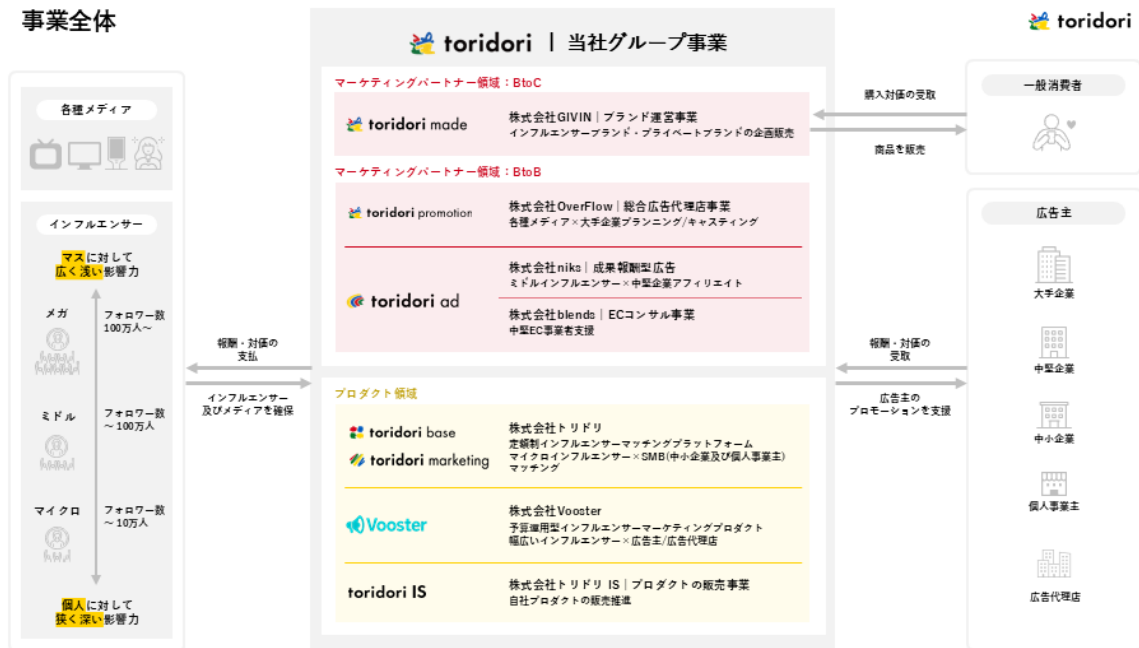 事業全体
toridori
toridori | 当社グループ事業
各種メディア
インフルエンサー
マスに対して
広く浅い影響力
メガ
フォロワー数
100万人～
ミドル
フォロワー数
～100万人
マイクロ
フォロワー数
～10万人
個人に対して
狭く深い影響力
報酬・対価の
支払
インフルエンサー
及びメディアを確保
マーケティングパートナー領域：BtoC
toridori made
株式会社GIVIN｜ブランド運営事業
インフルエンサーブランド・プライベートブランドの企画販売
マーケティングパートナー領域：BtoB
toridori promotion
株式会社OverFlow｜総合広告代理店事業
各種メディア×大手企業プランニング/キャスティング
toridori ad
株式会社niks｜成果報酬型広告
ミドルインフルエンサー×中堅企業アフィリエイト
株式会社blends｜ECコンサル事業
中堅EC事業者支援
プロダクト領域
toridori base
toridori marketing
株式会社トリドリ
定額制インフルエンサーマッチングプラットフォーム
マイクロインフルエンサー×SMB(中小企業及び個人事業主)
マッチング
Vooster
株式会社Vooster
予算運用型インフルエンサーマーケティングプロダクト
幅広いインフルエンサー×広告主/広告代理店
toridori IS
株式会社トリドリ IS｜プロダクトの販売事業
自社プロダクトの販売推進
購入対価の受取
商品を販売
報酬・対価の
受取
広告主の
プロモーションを支援
一般消費者
広告主
大手企業
中堅企業
中小企業
個人事業主
広告代理店